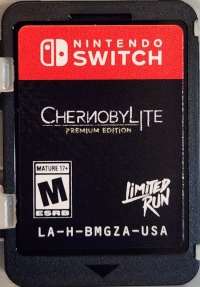 NINTENDO
SWITCH
CHERNOBYLITE
PREMIUM EDITION
MATURE 17+
M
ESRB
LIMITED
RUN
LA-H-BMGZA-USA